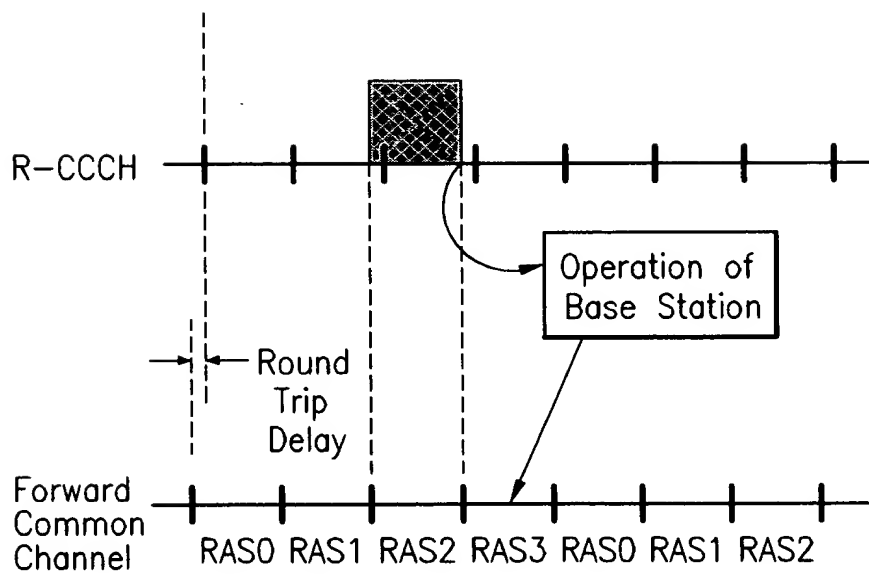 R-CCCH
Operation of
Base Station
Round
Trip
Delay
Forward
Common
Channel
RAS0 RAS1 RAS2 RAS3 RAS0 RAS1 RAS2